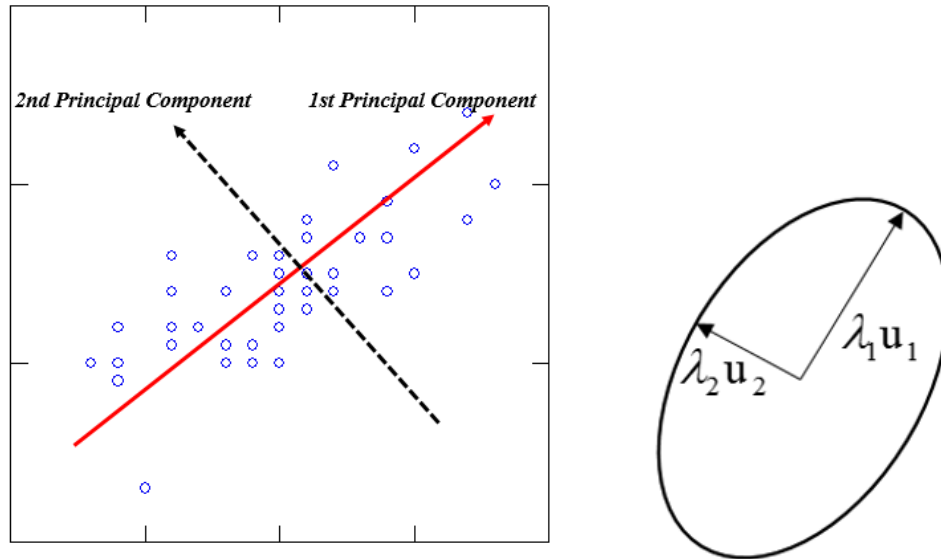 2nd Principal Component
1st Principal Component
λ₁u₁
λ₂u₂